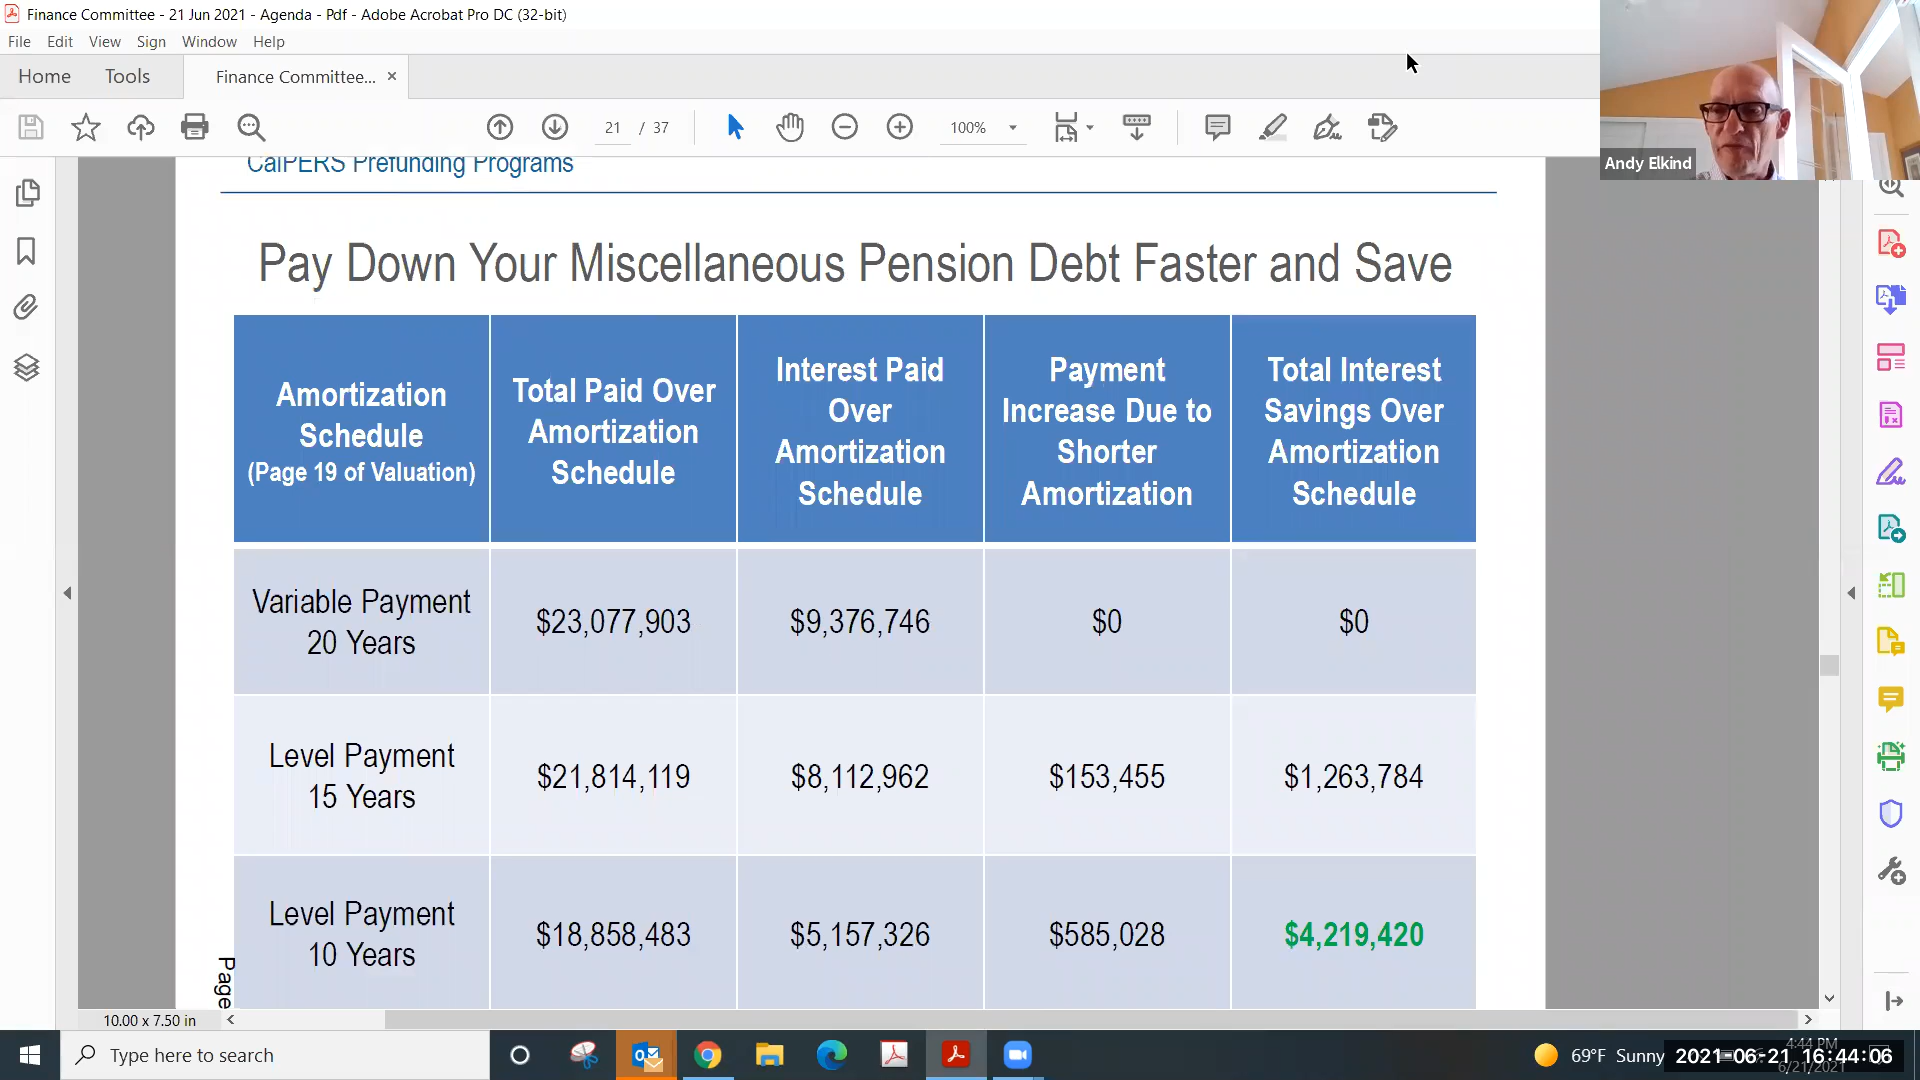 Finance Committee - 21 Jun 2021 - Agenda - Pdf - Adobe Acrobat Pro DC (32-bit)
File Edit View Sign Window Help
Home Tools Finance Committee... ×
21 / 37 100%
Andy Elkind
CalPERS Prefunding Programs
Pay Down Your Miscellaneous Pension Debt Faster and Save
Amortization
Schedule
(Page 19 of Valuation)
Total Paid Over
Amortization
Schedule
Interest Paid
Over
Amortization
Schedule
Payment
Increase Due to
Shorter
Amortization
Total Interest
Savings Over
Amortization
Schedule
Variable Payment
20 Years
$23,077,903
$9,376,746
$0
$0
Level Payment
15 Years
$21,814,119
$8,112,962
$153,455
$1,263,784
Level Payment
10 Years
$18,858,483
$5,157,326
$585,028
$4,219,420
Page
10.00 x 7.50 in
Type here to search
69°F Sunny
4:44 PM
6/21/2021
2021-06-21 16:44:06